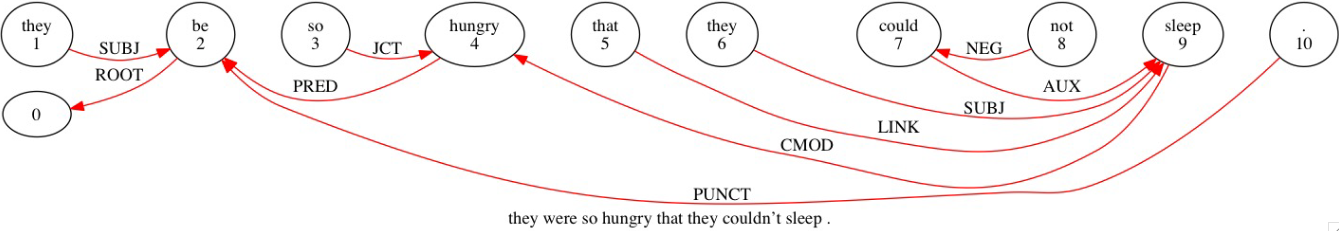 they be so hungry that they could not sleep .
1 2 3 4 5 6 7 8 9 10
SUBJ JCT NEG
ROOT PRED AUX
0 SUBJ
LINK
CMOD
PUNCT
they were so hungry that they couldn't sleep .